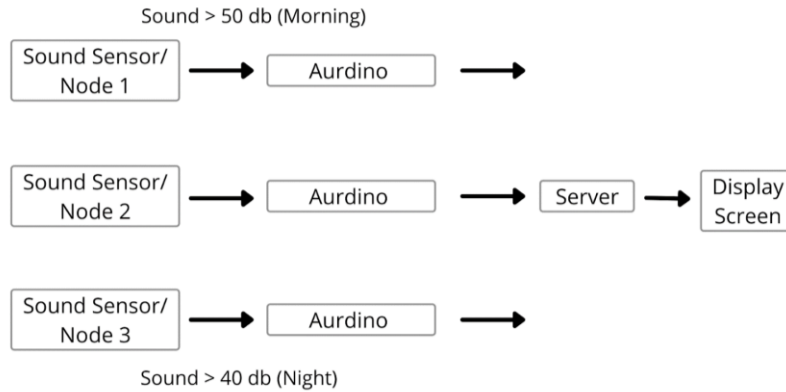 Sound > 50 db (Morning)
Sound Sensor/
Node 1
Aurdino
Sound Sensor/
Node 2
Aurdino
Server
Display
Screen
Sound Sensor/
Node 3
Aurdino
Sound > 40 db (Night)